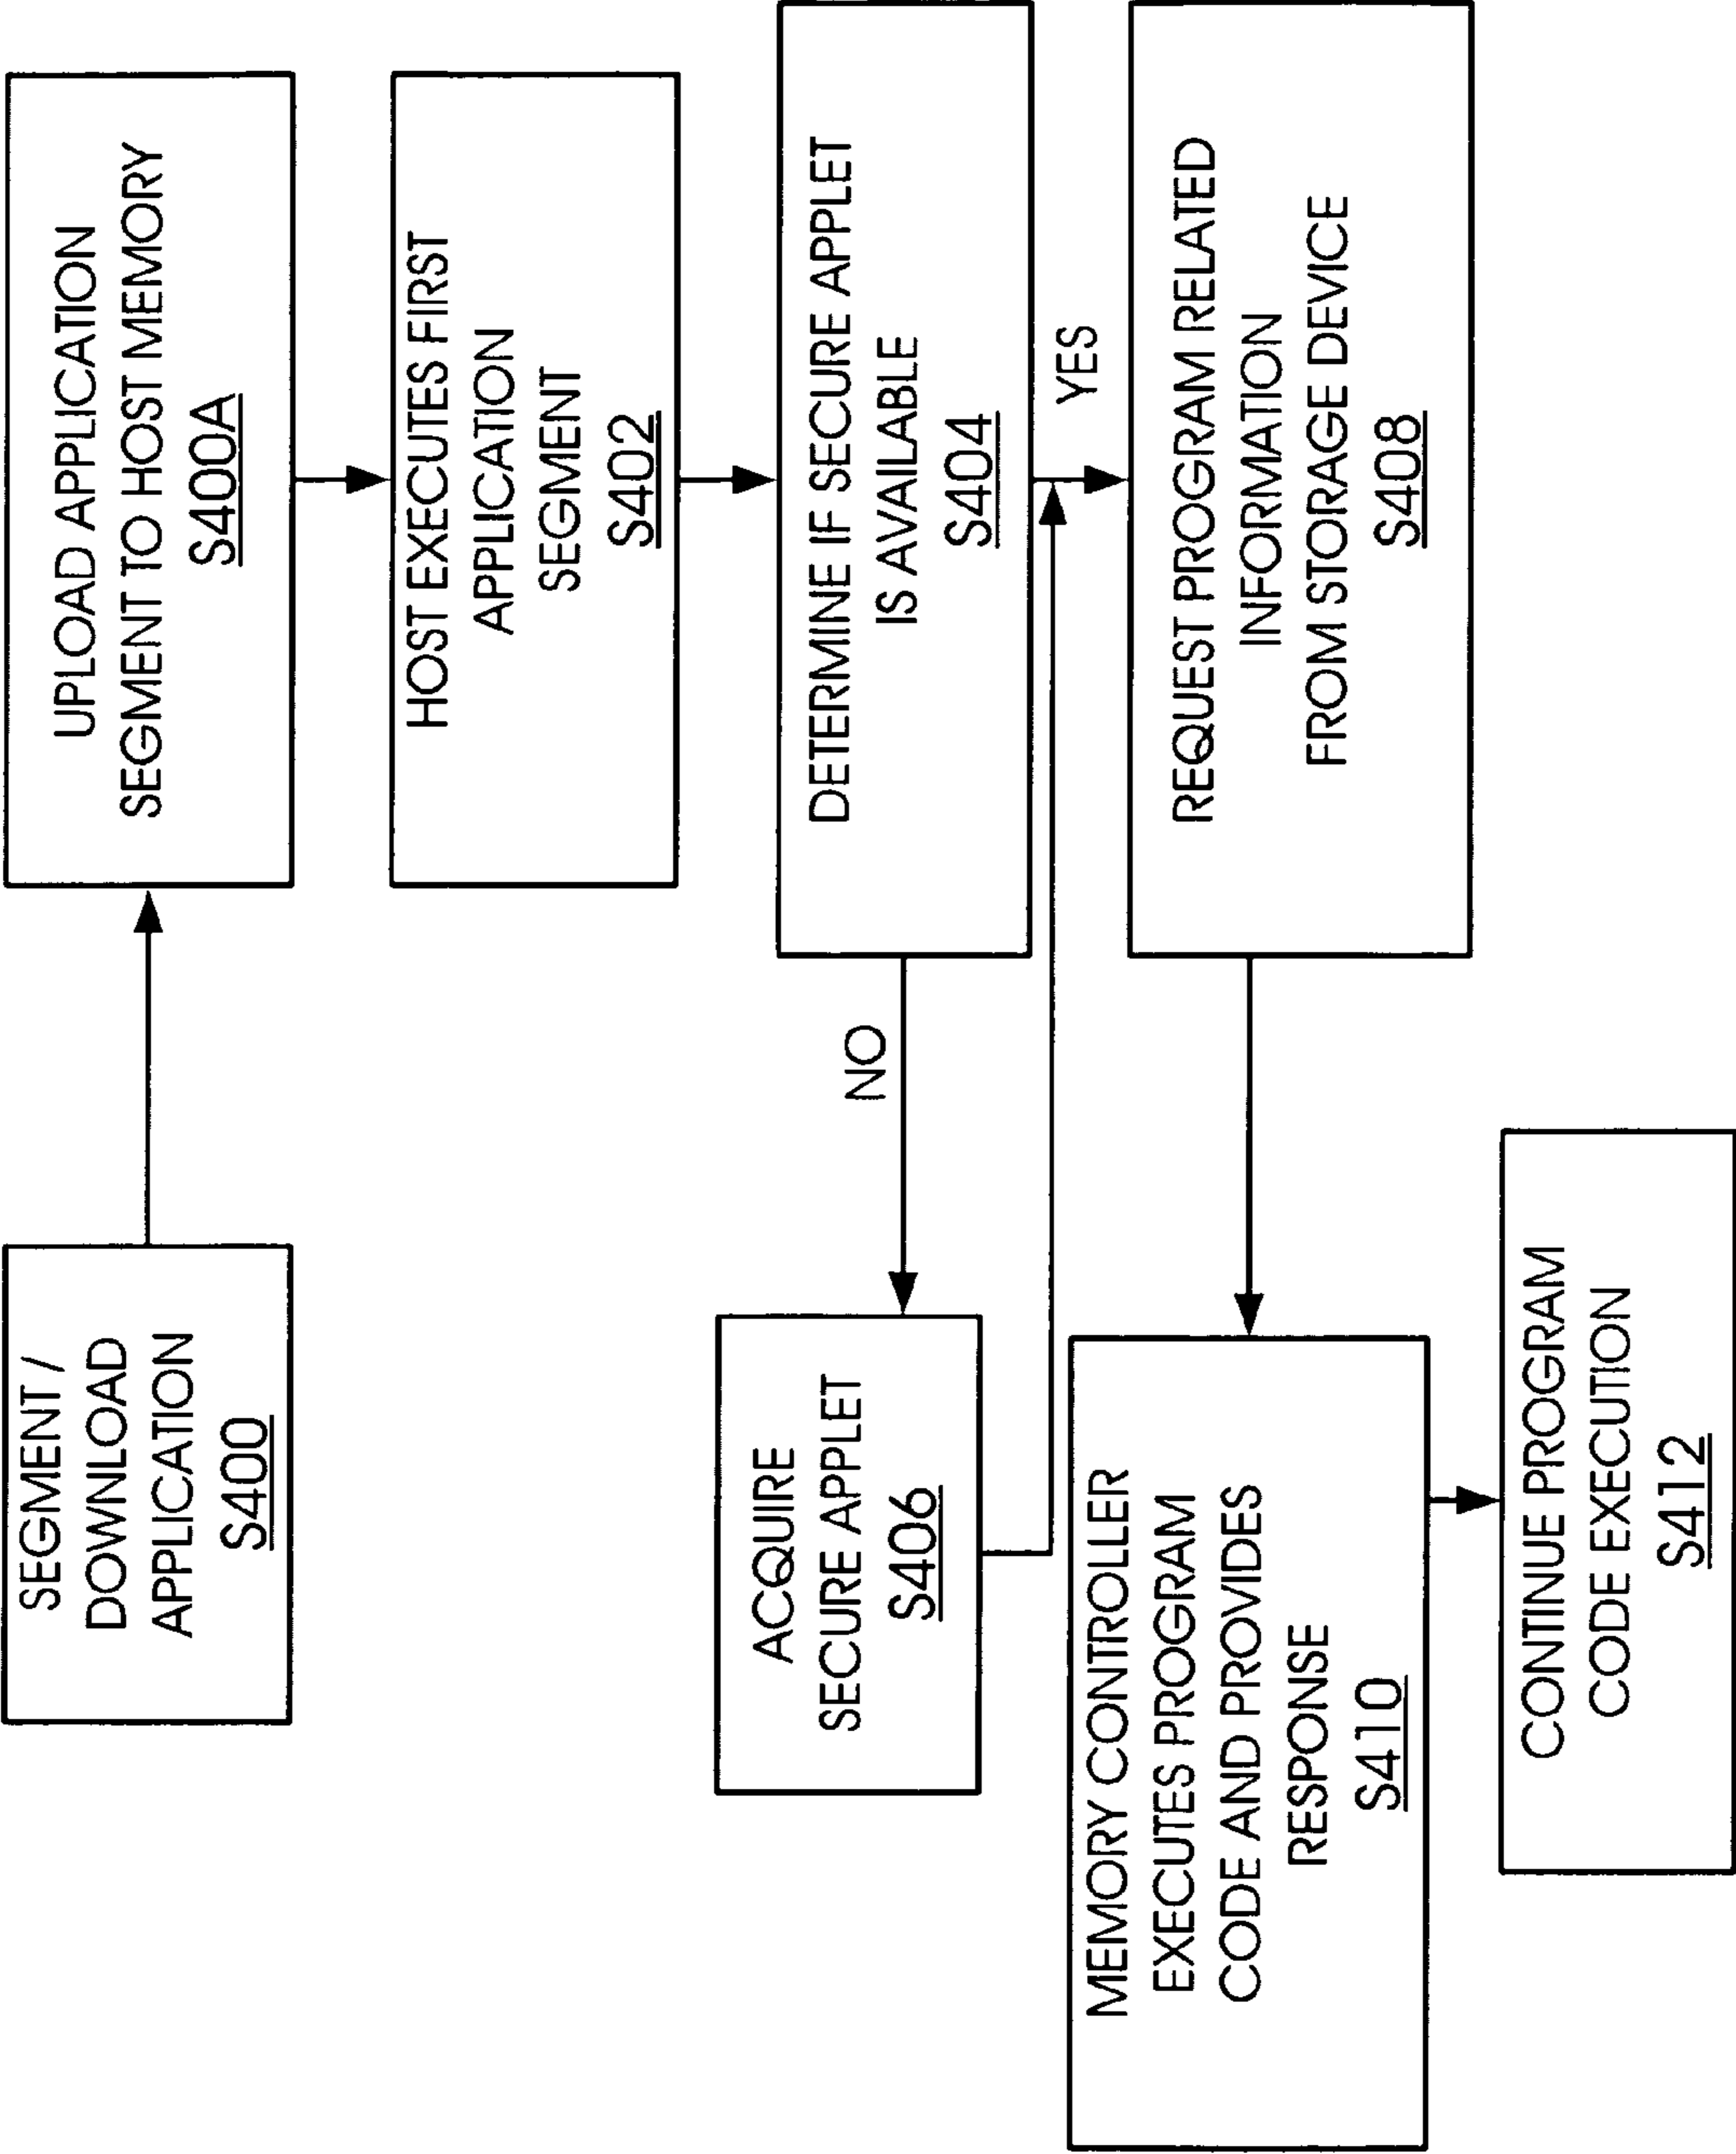 SEGMENT /
DOWNLOAD
APPLICATION
S400
UPLOAD APPLICATION
SEGMENT TO HOST MEMORY
S400A
HOST EXECUTES FIRST
APPLICATION
SEGMENT
S402
DETERMINE IF SECURE APPLET
IS AVAILABLE
S404
NO
YES
ACQUIRE
SECURE APPLET
S406
REQUEST PROGRAM RELATED
INFORMATION
FROM STORAGE DEVICE
S408
MEMORY CONTROLLER
EXECUTES PROGRAM
CODE AND PROVIDES
RESPONSE
S410
CONTINUE PROGRAM
CODE EXECUTION
S412